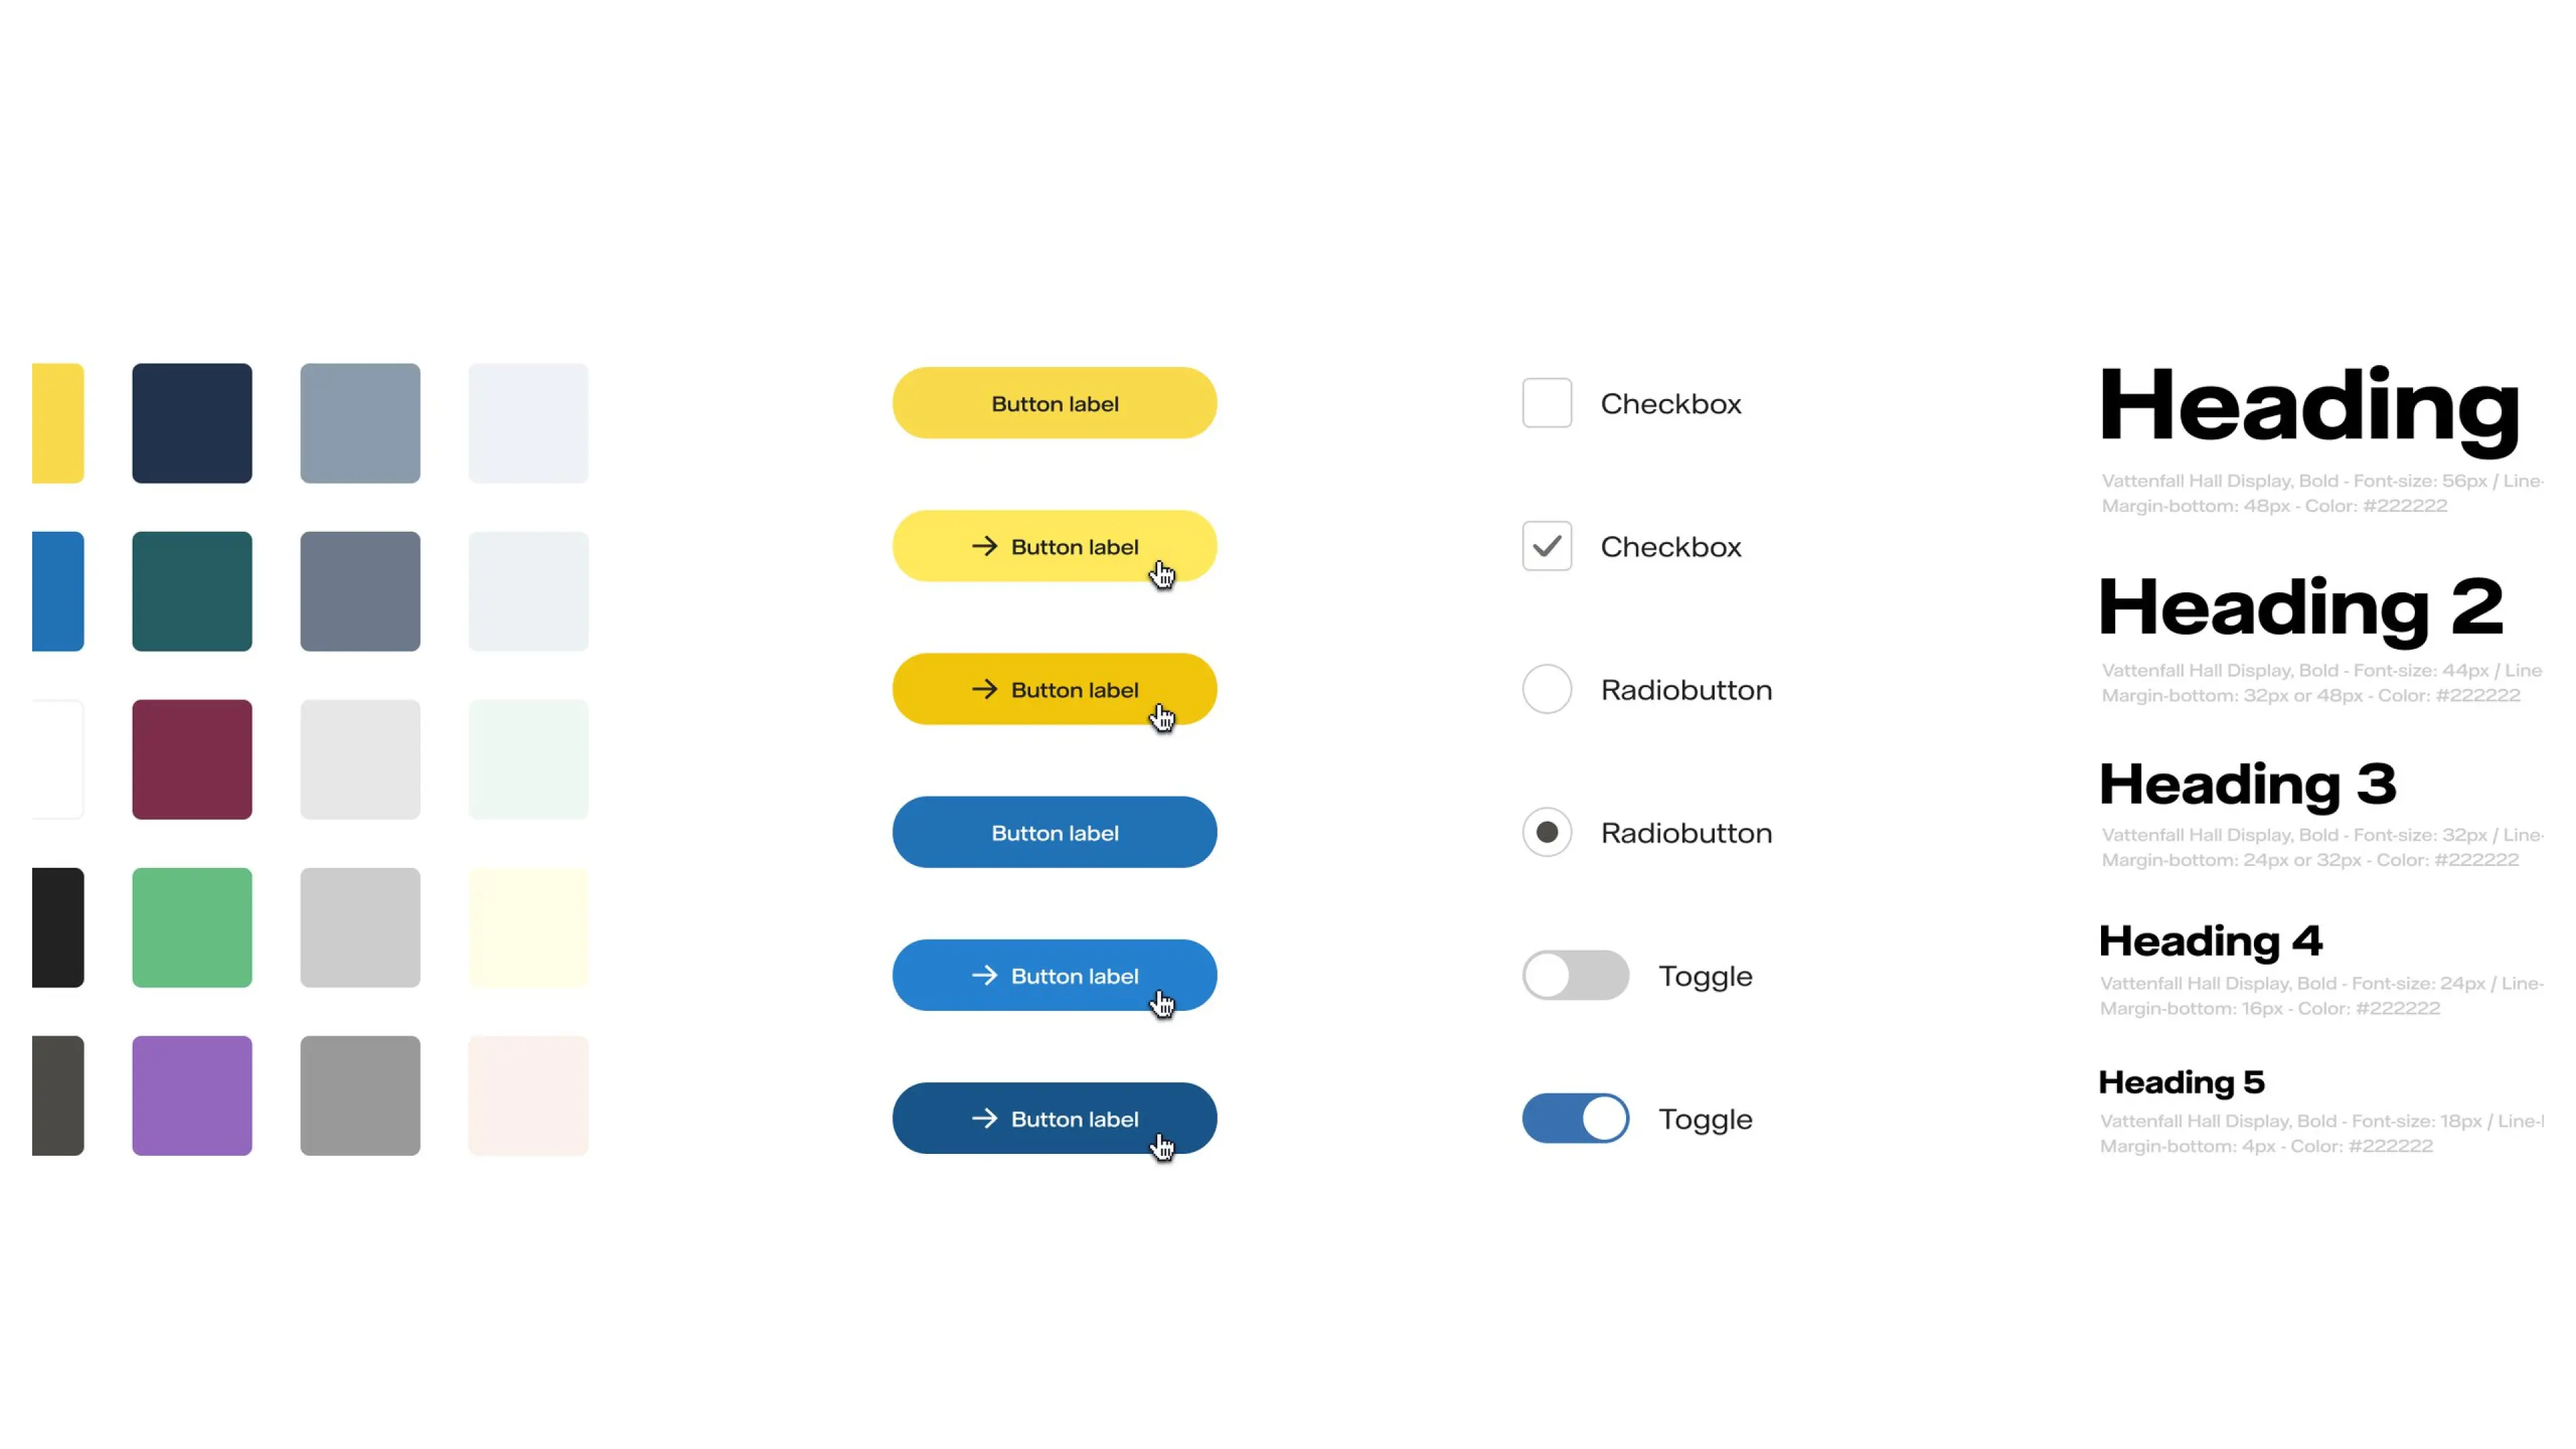 Button label
Button label
Button label
Button label
Button label
Button label
Checkbox
Checkbox
Radiobutton
Radiobutton
Toggle
Toggle
Heading
Vattenfall Hall Display, Bold - Font-size: 56px / Line-
Margin-bottom: 48px - Color: #222222
Heading 2
Vattenfall Hall Display, Bold - Font-size: 44px / Line
Margin-bottom: 32px or 48px - Color: #222222
Heading 3
Vattenfall Hall Display, Bold - Font-size: 32px / Line-
Margin-bottom: 24px or 32px - Color: #222222
Heading 4
Vattenfall Hall Display, Bold - Font-size: 24px / Line-
Margin-bottom: 16px - Color: #222222
Heading 5
Vattenfall Hall Display, Bold - Font-size: 18px / Line-
Margin-bottom: 4px - Color: #222222